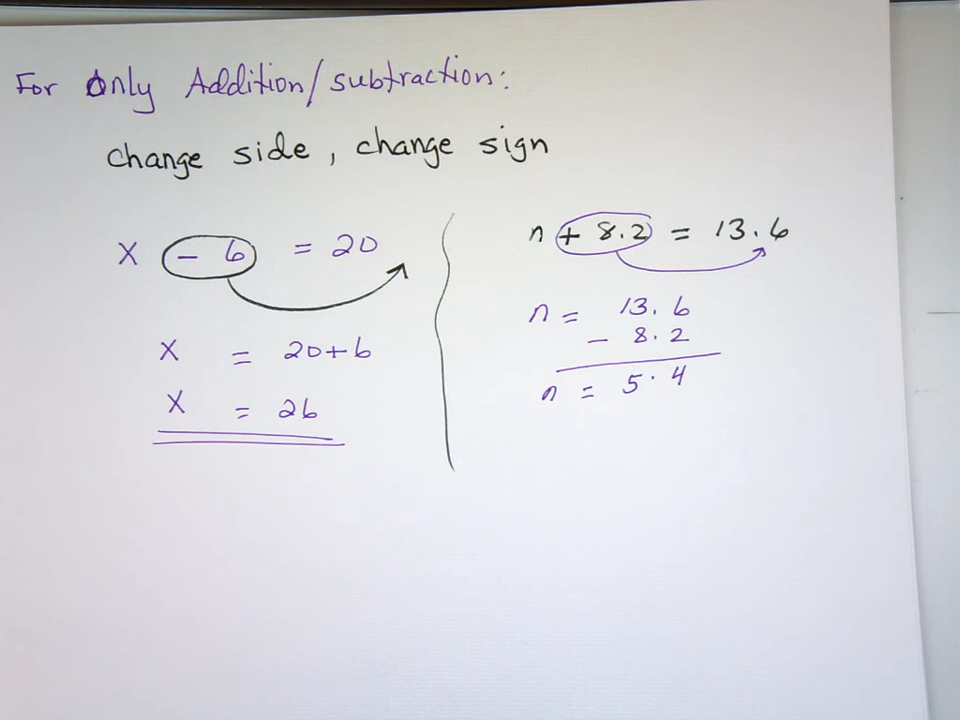 For Only Addition/subtraction:
change side, change sign
x - 6 = 20
x = 20+6
x = 26
n + 8.2 = 13.6
n = 13.6
- 8.2
n = 5.4